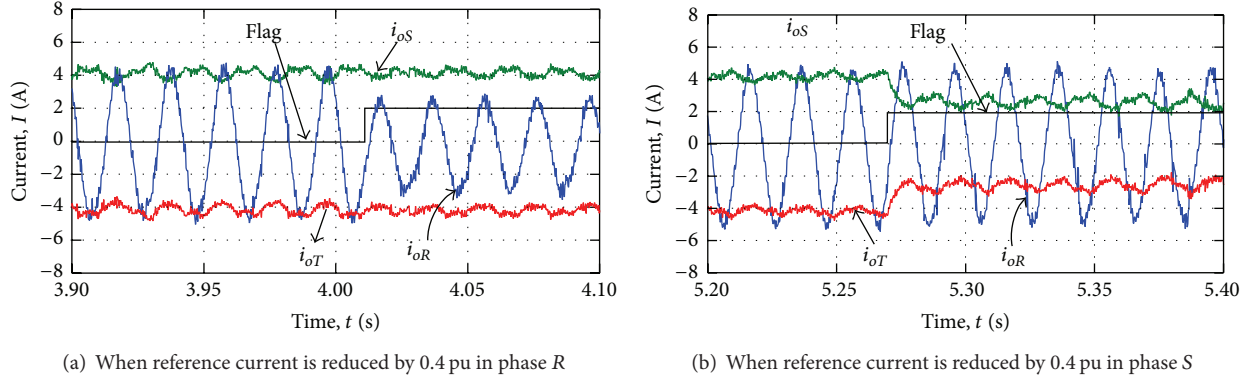 8
6
4
2
0
−2
−4
−6
−8
Current, I (A)
Flag
i_oS
i_oT
i_oR
3.90
3.95
4.00
4.05
4.10
Time, t (s)
(a) When reference current is reduced by 0.4 pu in phase R
8
6
4
2
0
−2
−4
−6
−8
Current, I (A)
i_oS
Flag
i_oT
i_oR
5.20
5.25
5.30
5.35
5.40
Time, t (s)
(b) When reference current is reduced by 0.4 pu in phase S